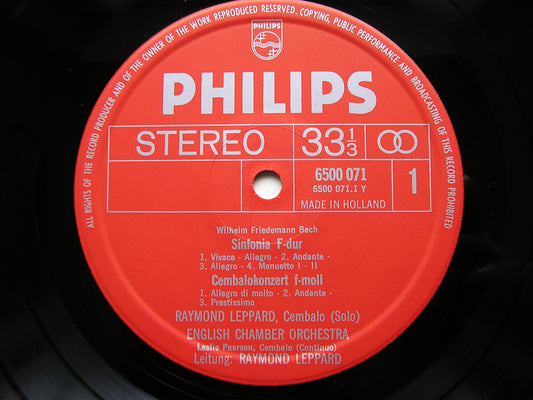 ALL RIGHTS OF THE RECORD PRODUCER AND OF THE OWNER OF THE WORK REPRODUCED RESERVED. COPYING, PUBLIC PERFORMANCE AND BROADCASTING OF THIS RECORD PROHIBITED
PHILIPS
PHILIPS
STEREO 33 1/3
6500 071
6500 071.1 Y
1
MADE IN HOLLAND
Wilhelm Friedemann Bach
Sinfonia F-dur
1. Vivace - Allegro - 2. Andante -
3. Allegro - 4. Menuetto I - II
Cembalokonzert f-moll
1. Allegro di molto - 2. Andante -
3. Prestissimo
RAYMOND LEPPARD, Cembalo (Solo)
ENGLISH CHAMBER ORCHESTRA
Leslie Pearson, Cembalo (Continuo)
Leitung: RAYMOND LEPPARD